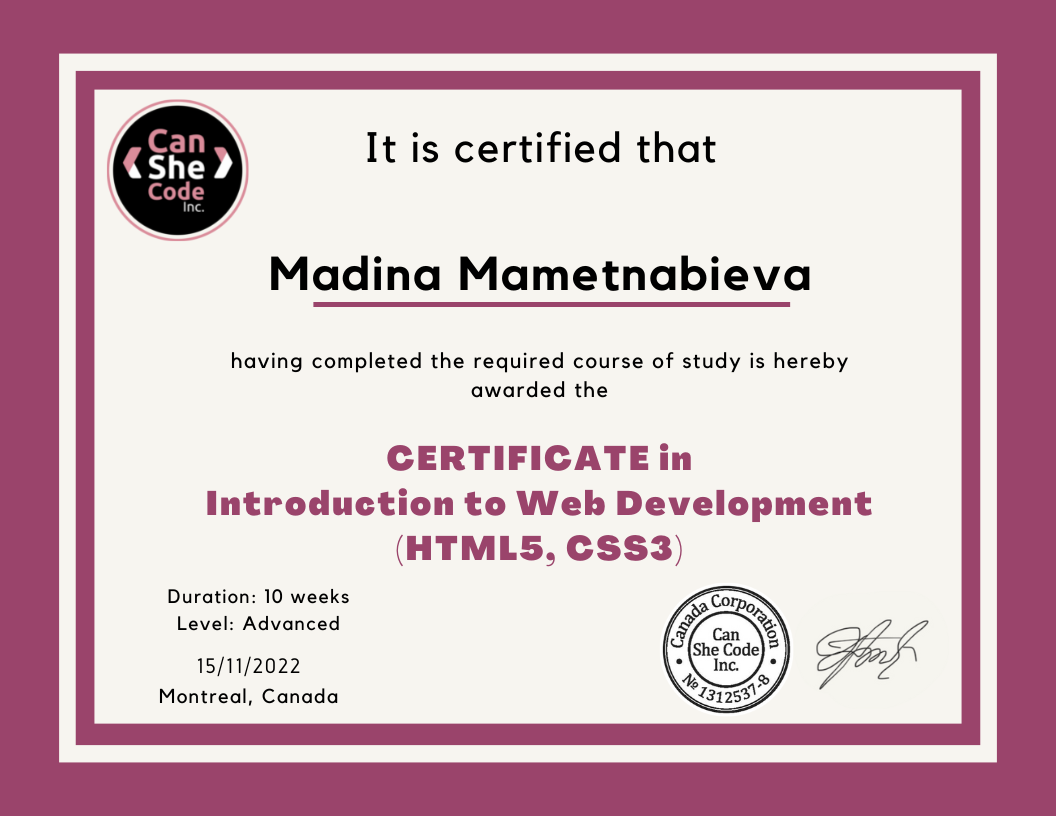 Can
She
Code
Inc.
It is certified that
Madina Mametnabieva
having completed the required course of study is hereby
awarded the
CERTIFICATE in
Introduction to Web Development
(HTML5, CSS3)
Duration: 10 weeks
Level: Advanced
15/11/2022
Montreal, Canada
Canada Corporation
Can
She Code
Inc.
№ 1312537-8